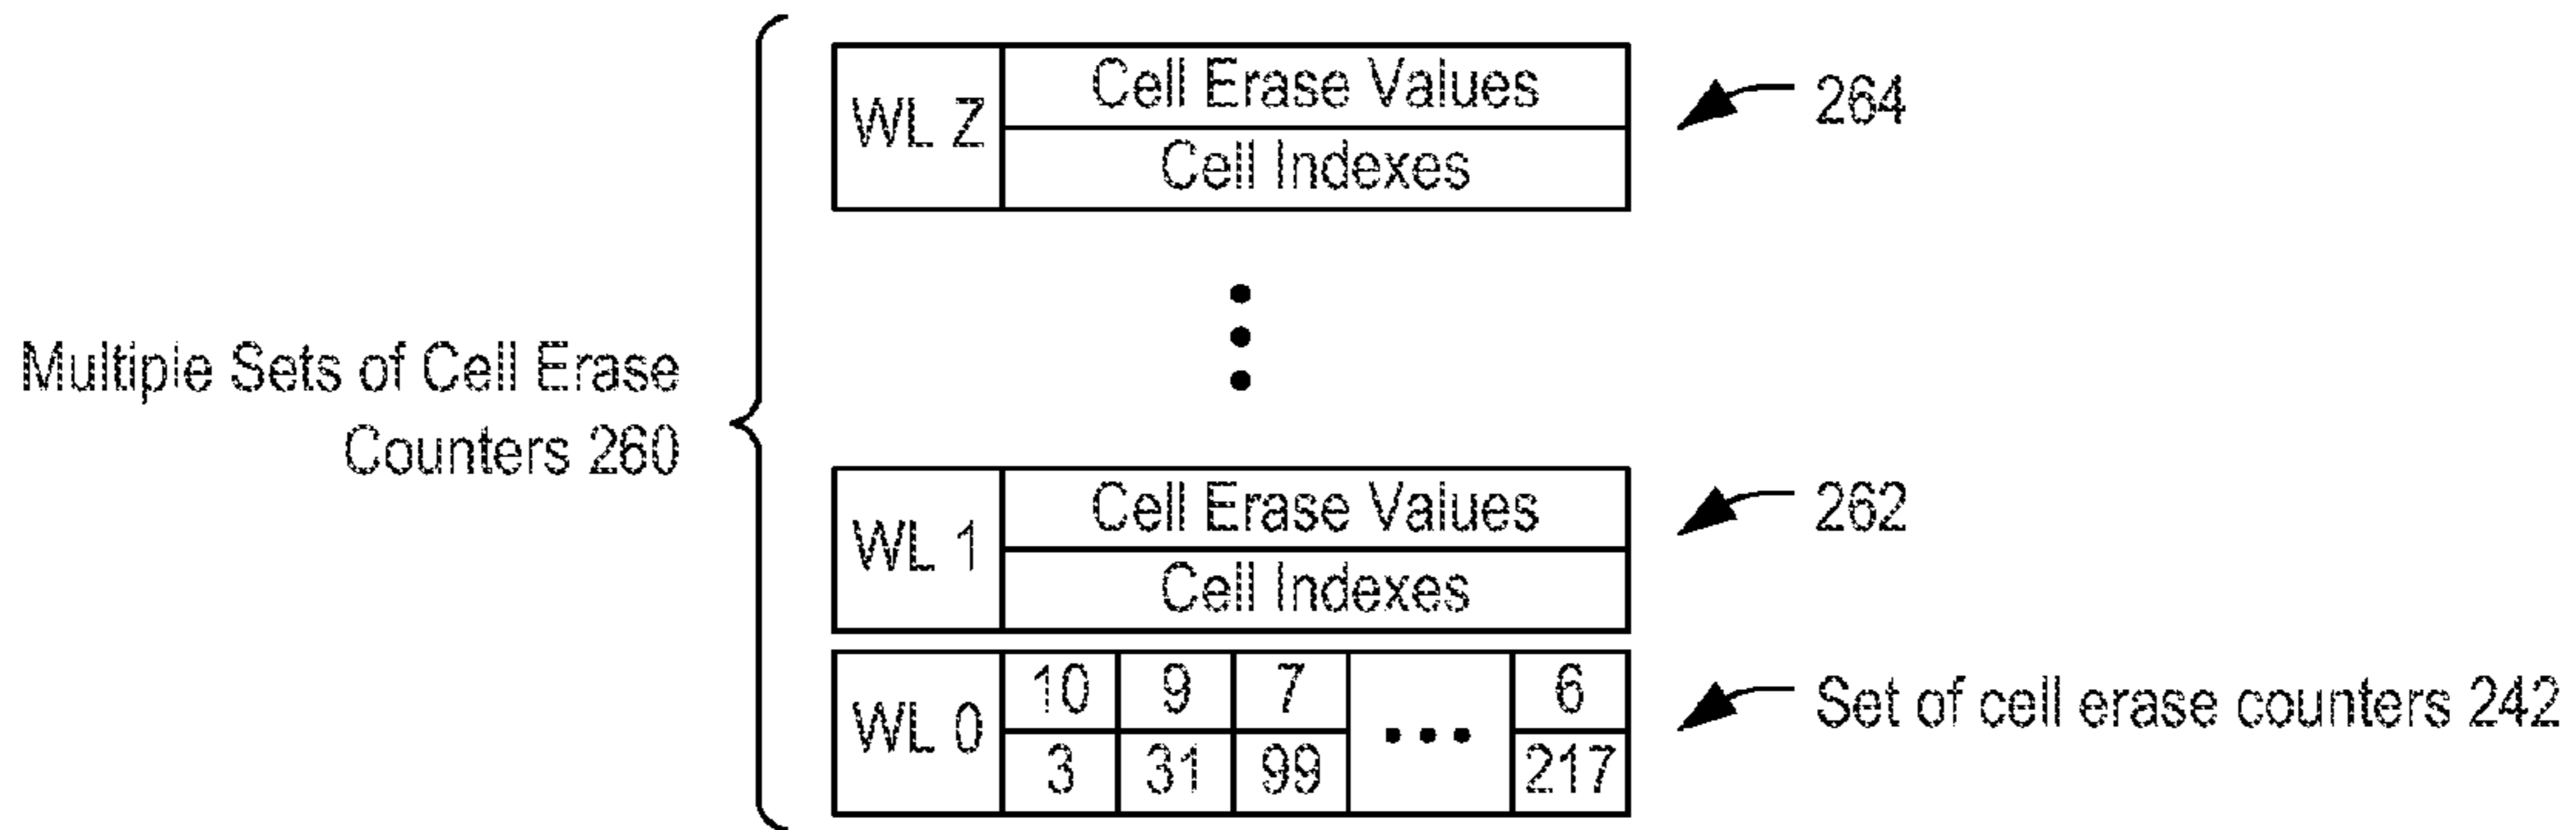 WL Z
Cell Erase Values
Cell Indexes
264
Multiple Sets of Cell Erase
Counters 260
WL 1
Cell Erase Values
Cell Indexes
262
WL 0
10 9 7 ••• 6
3 31 99 217
Set of cell erase counters 242